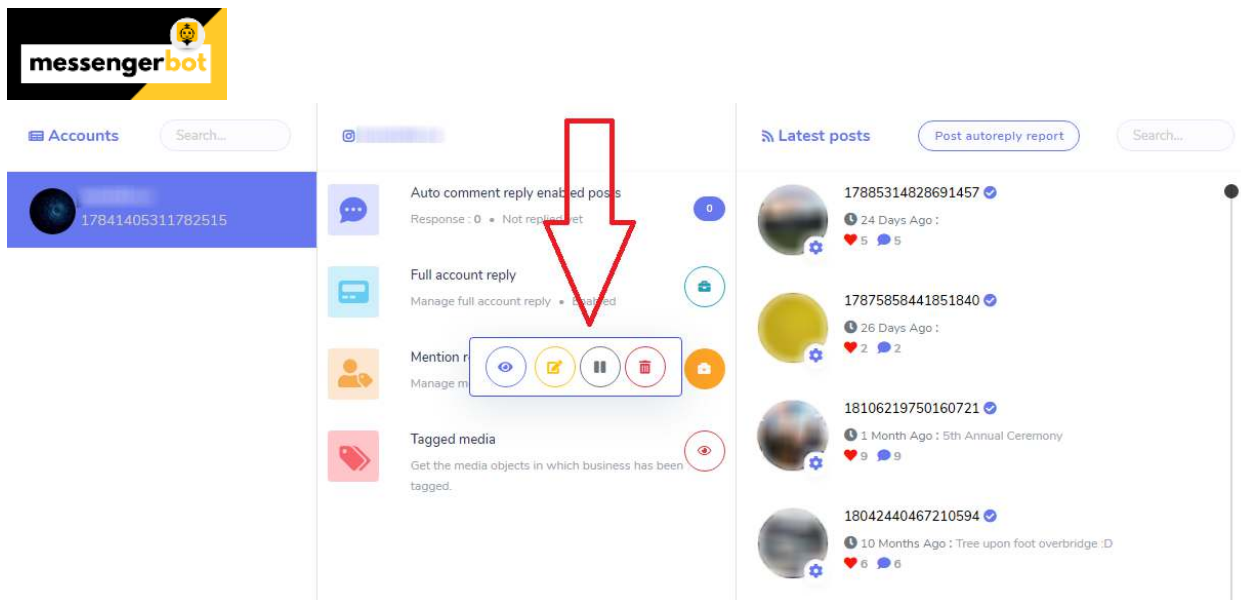 messengerbot
Accounts
Search...
17841405311782515
Auto comment reply enabled posts
Response : 0 • Not replied yet
0
Full account reply
Manage full account reply • Enabled
Mention r
Manage m
Tagged media
Get the media objects in which business has been
tagged.
Latest posts
Post autoreply report
Search...
17885314828691457
24 Days Ago :
5 5
17875858441851840
26 Days Ago :
2 2
18106219750160721
1 Month Ago : 5th Annual Ceremony
9 9
18042440467210594
10 Months Ago : Tree upon foot overbridge :D
6 6